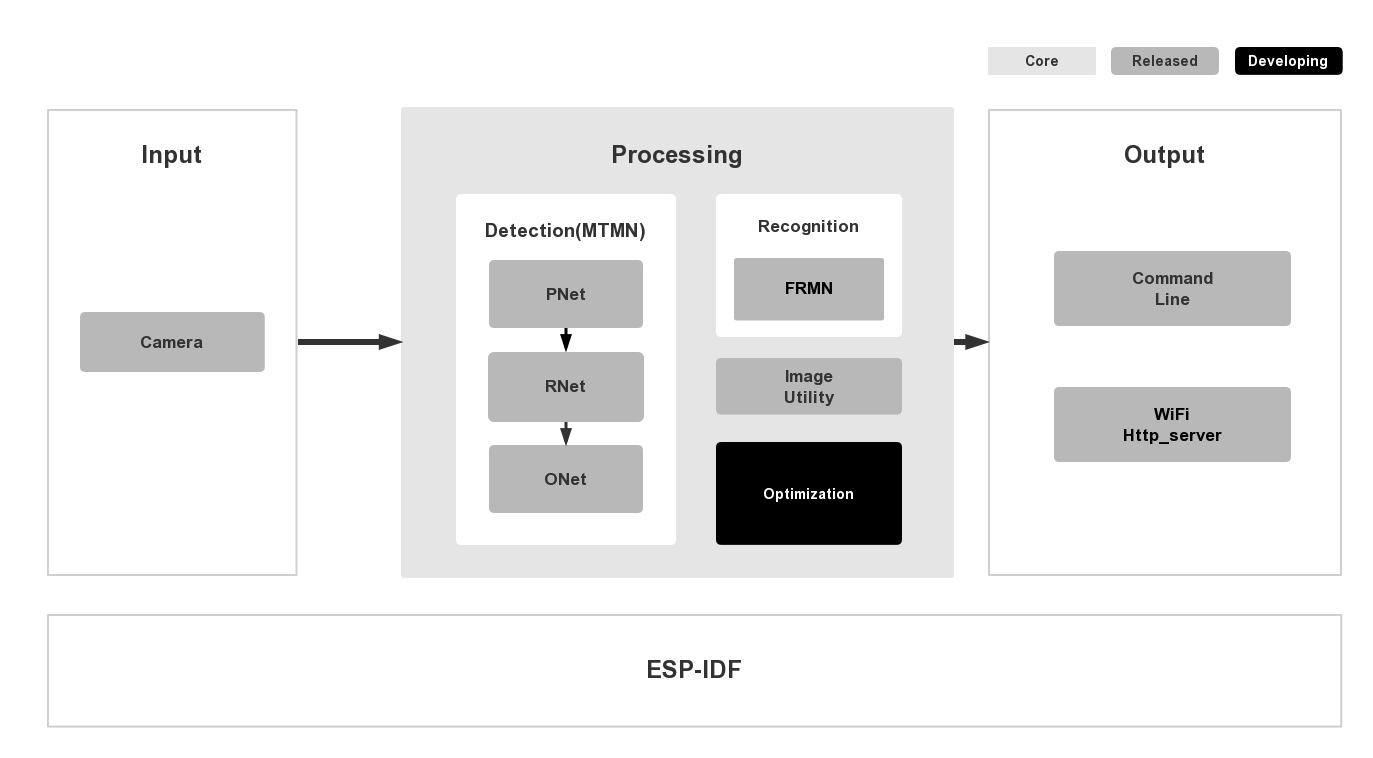 Core
Released
Developing
Input
Camera
Processing
Detection(MTMN)
PNet
RNet
ONet
Recognition
FRMN
Image
Utility
Optimization
Output
Command
Line
WiFi
Http_server
ESP-IDF